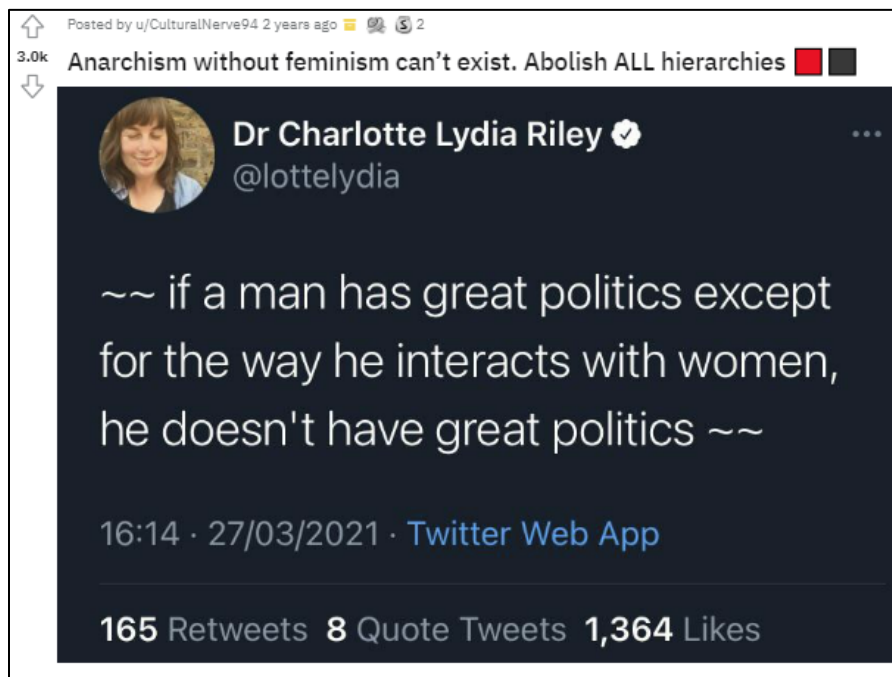 Posted by u/CulturalNerve94 2 years ago 2
3.0k
Anarchism without feminism can’t exist. Abolish ALL hierarchies
Dr Charlotte Lydia Riley
@lottelydia
~~ if a man has great politics except
for the way he interacts with women,
he doesn't have great politics ~~
16:14 · 27/03/2021 · Twitter Web App
165 Retweets 8 Quote Tweets 1,364 Likes